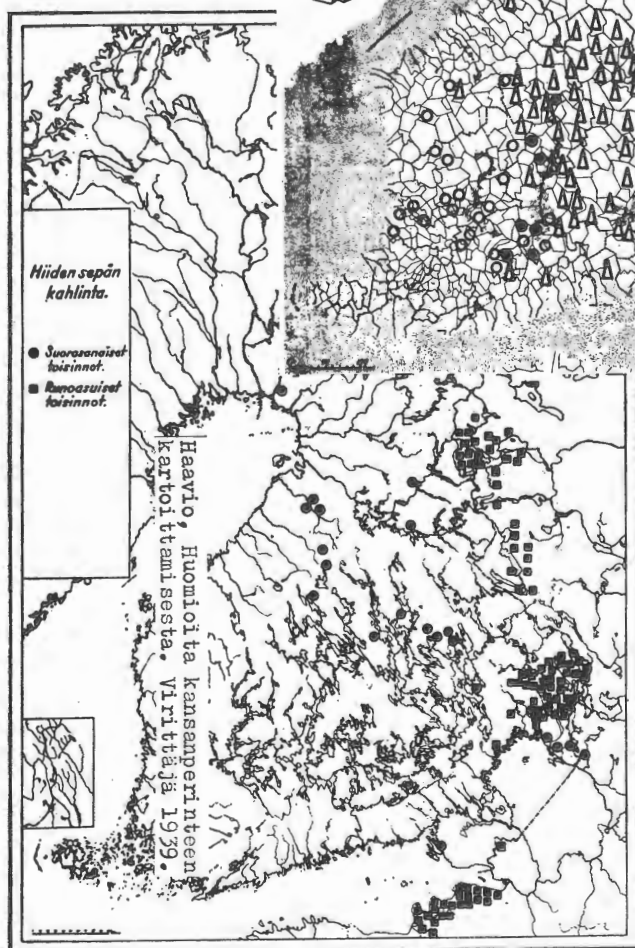 Hiiden sepän
kahlinta.
Suorasanaiset
toisinnot.
Runoasuiset
toisinnot.
Haavio, Huomioita kansanperinteen
kartoittamisesta. Virittäjä 1939.